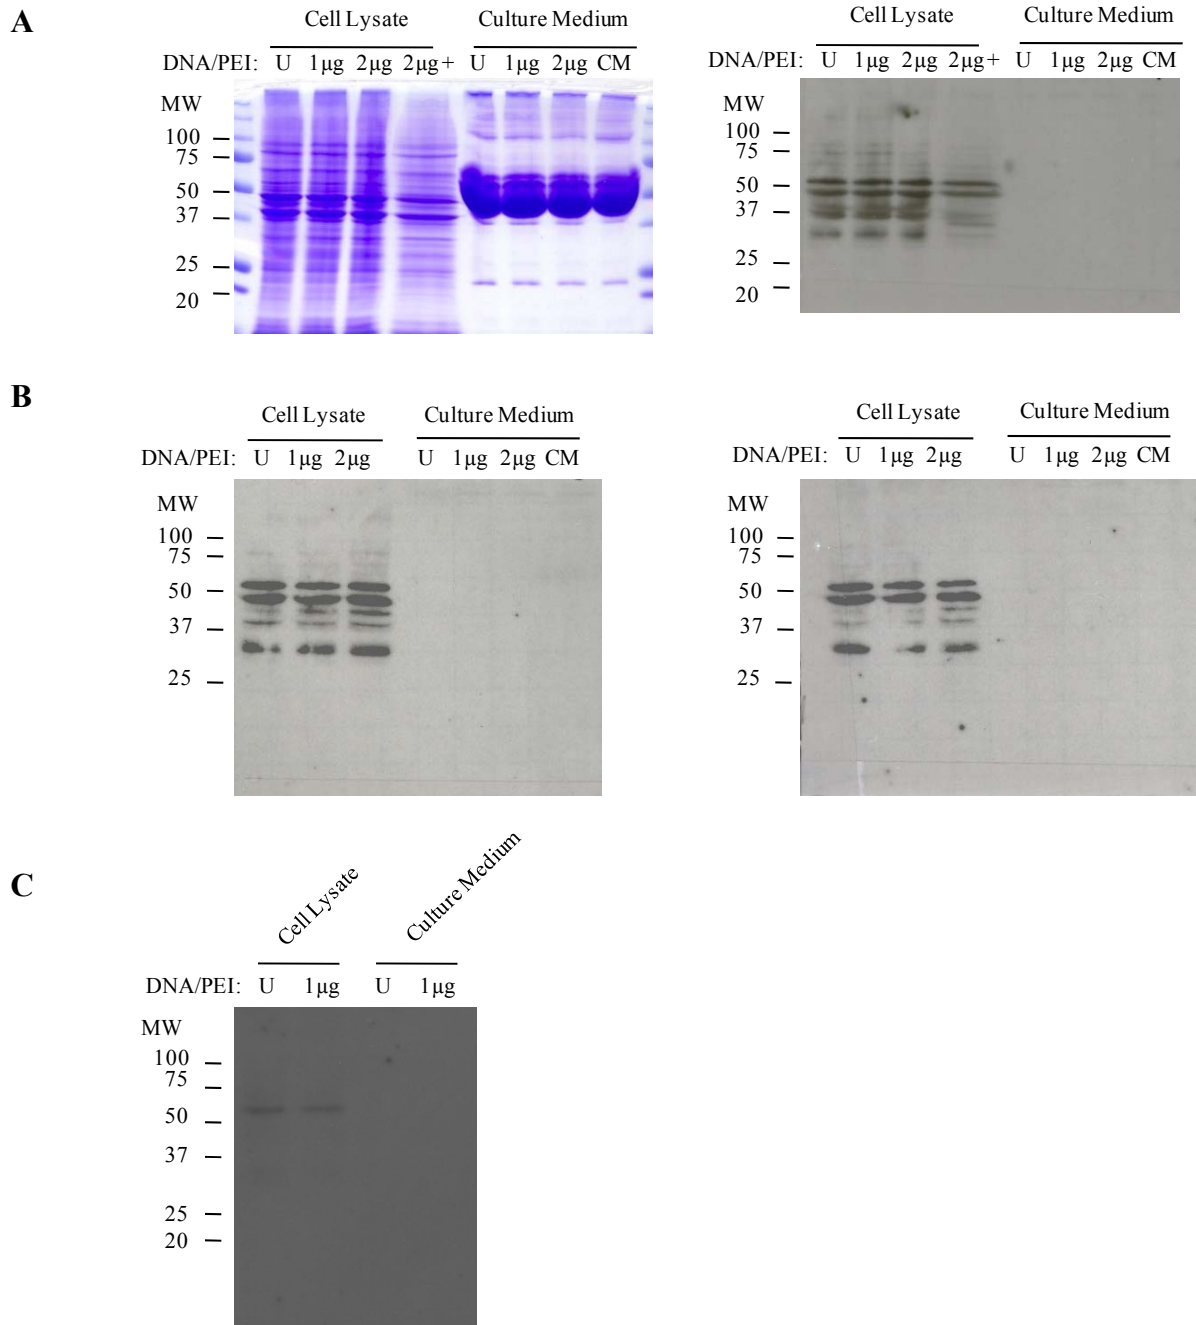 A
Cell Lysate Culture Medium
DNA/PEI: U 1µg 2µg 2µg+ U 1µg 2µg CM
MW
100
75
50
37
25
20
Cell Lysate Culture Medium
DNA/PEI: U 1µg 2µg 2µg+ U 1µg 2µg CM
MW
100
75
50
37
25
20
B
Cell Lysate Culture Medium
DNA/PEI: U 1µg 2µg U 1µg 2µg CM
MW
100
75
50
37
25
Cell Lysate Culture Medium
DNA/PEI: U 1µg 2µg U 1µg 2µg CM
MW
100
75
50
37
25
C
Cell Lysate Culture Medium
DNA/PEI: U 1µg U 1µg
MW
100
75
50
37
25
20